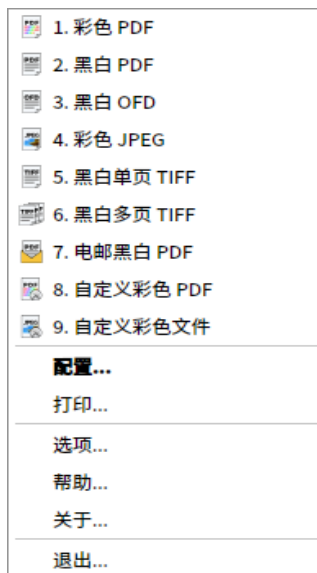 1. 彩色 PDF
2. 黑白 PDF
3. 黑白 OFD
4. 彩色 JPEG
5. 黑白单页 TIFF
6. 黑白多页 TIFF
7. 电邮黑白 PDF
8. 自定义彩色 PDF
9. 自定义彩色文件
配置...
打印...
选项...
帮助...
关于...
退出...